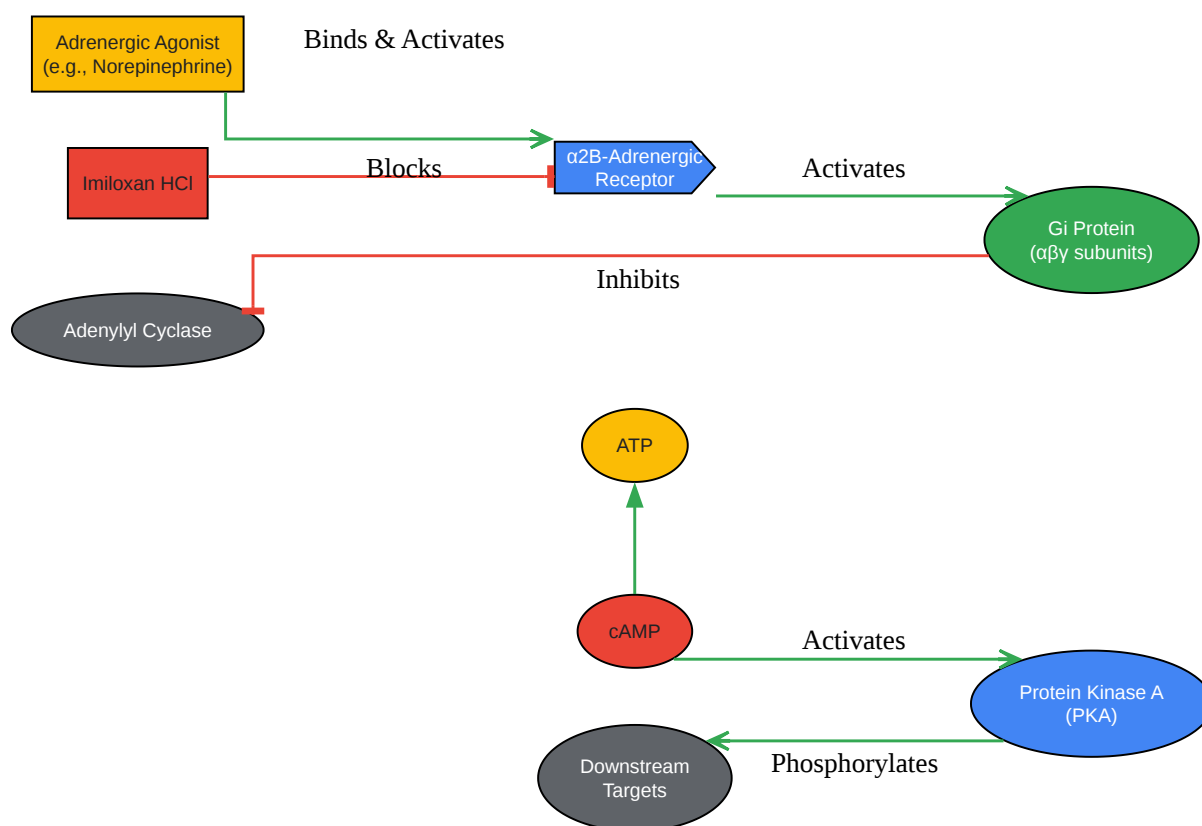 Adrenergic Agonist
(e.g., Norepinephrine)
Binds & Activates
Imiloxan HCl
Blocks
α2B-Adrenergic
Receptor
Activates
Gi Protein
(αβγ subunits)
Inhibits
Adenylyl Cyclase
ATP
cAMP
Activates
Protein Kinase A
(PKA)
Phosphorylates
Downstream
Targets